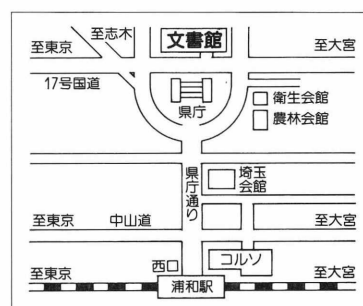 至志木
文書館
至東京
至大宮
17号国道
県庁
衛生会館
農林会館
県庁通り
埼玉
会館
至東京
中山道
至大宮
西口
コルソ
至東京
至大宮
浦和駅